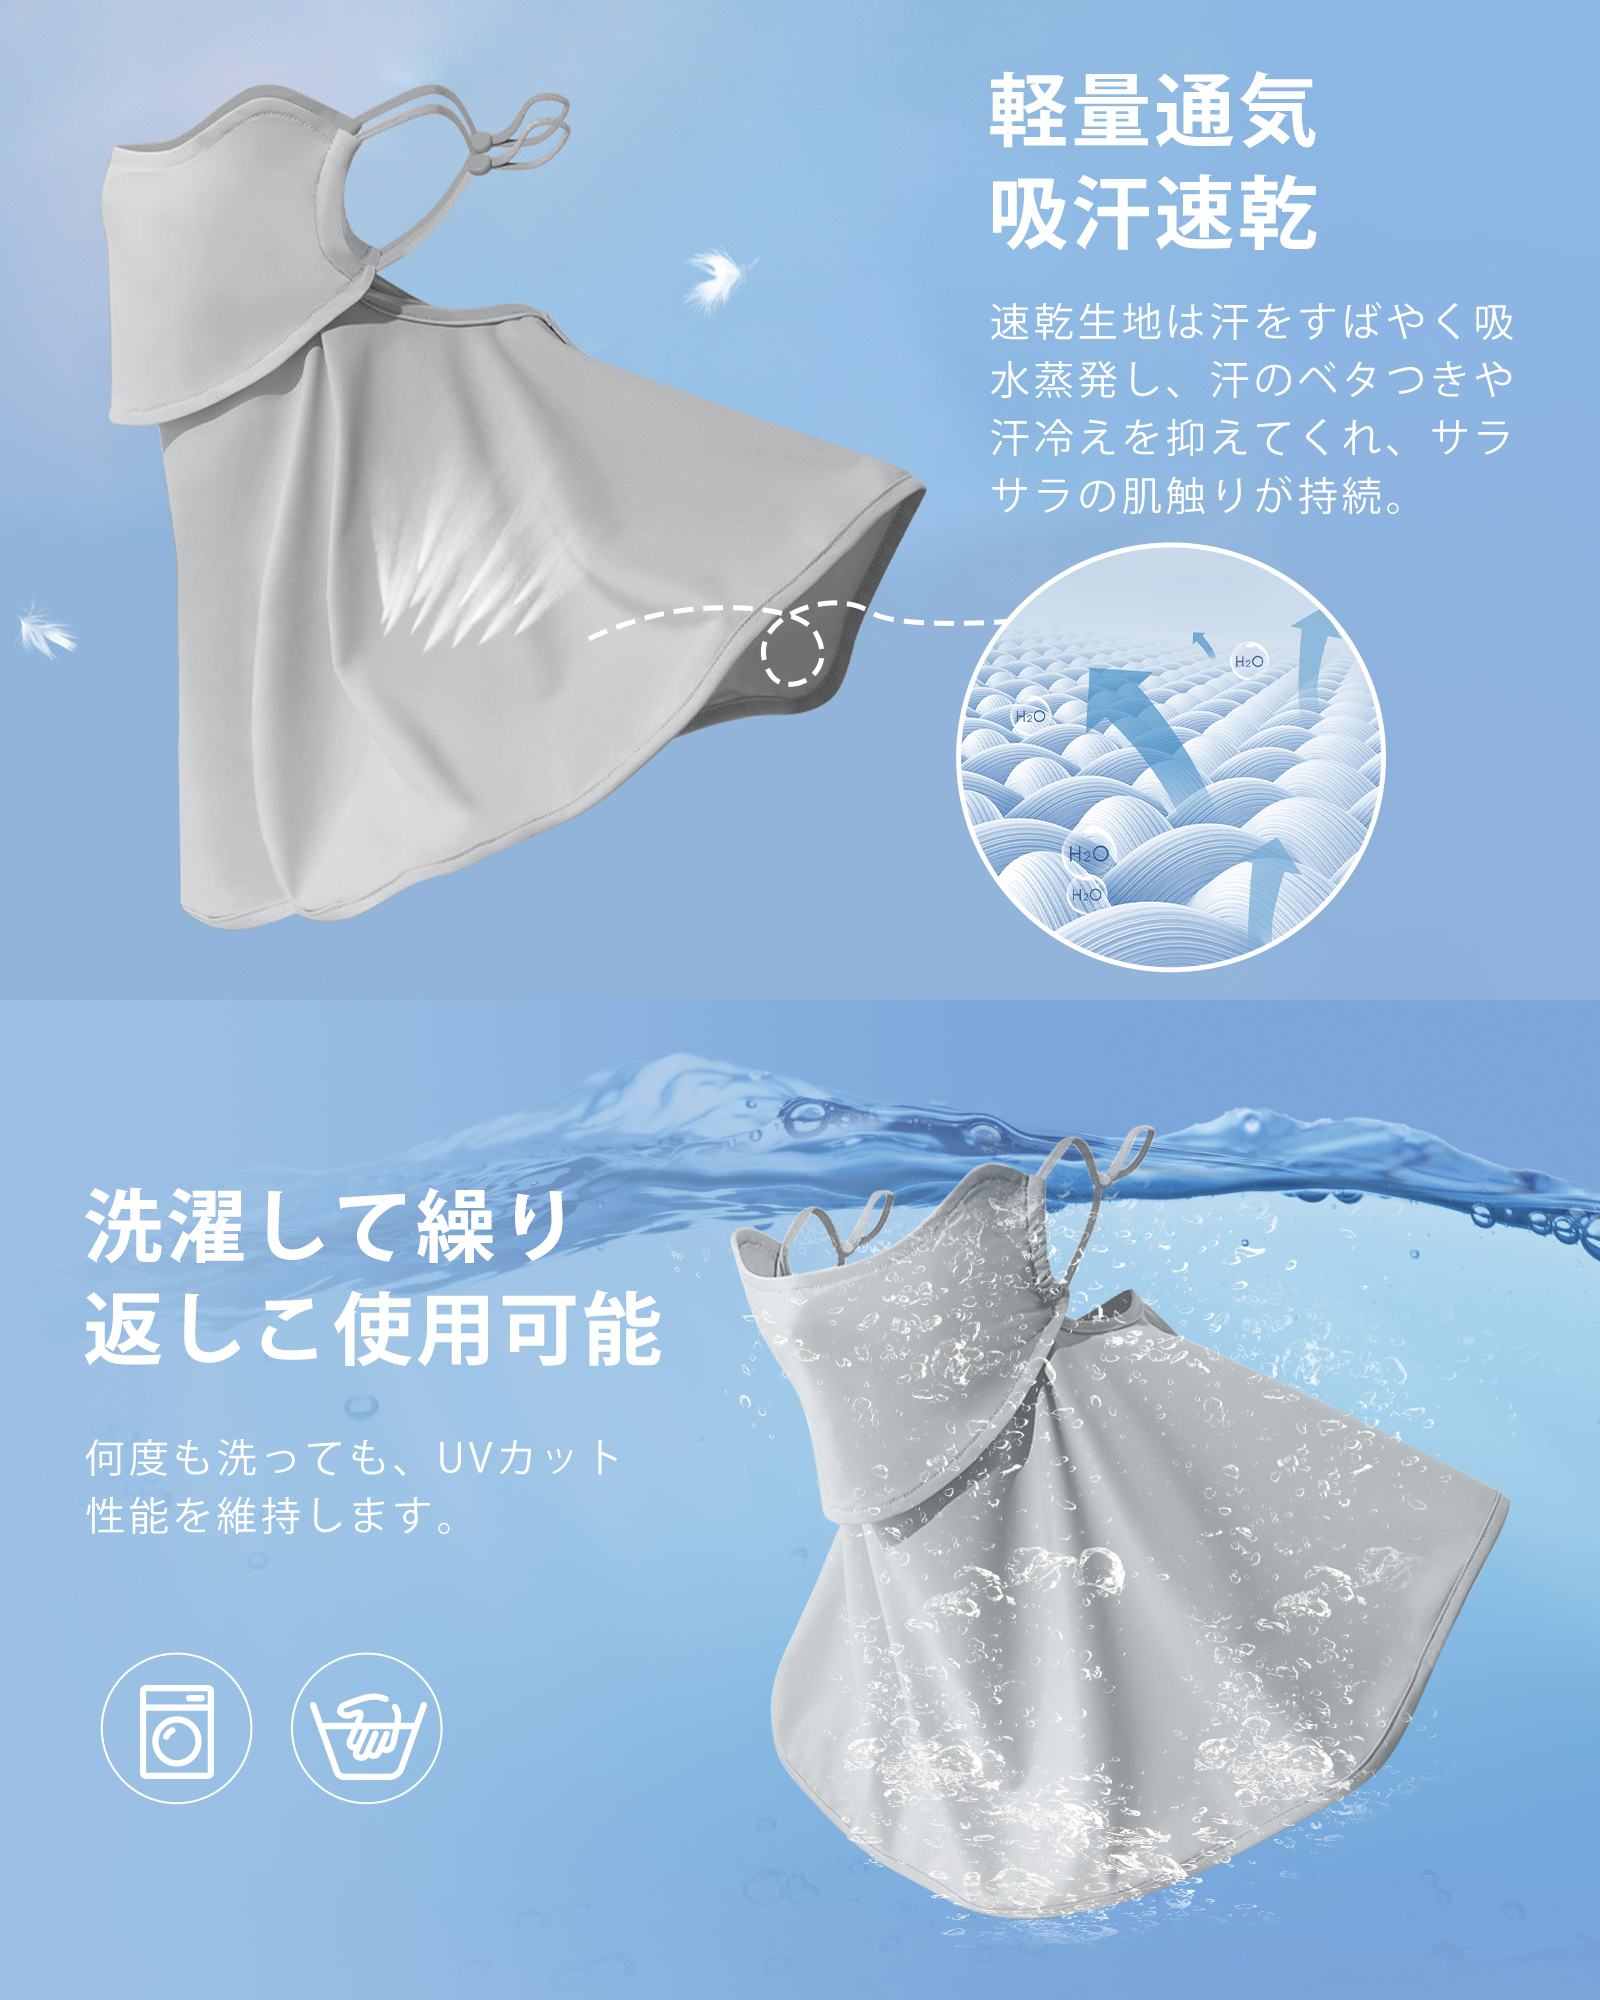 軽量通気
吸汗速乾
速乾生地は汗をすばやく吸
水蒸発し、汗のベタつきや
汗冷えを抑えてくれ、サラ
サラの肌触りが持続。
H₂O
H₂O
H₂O
H₂O
洗濯して繰り
返しこ使用可能
何度も洗っても、UVカット
性能を維持します。